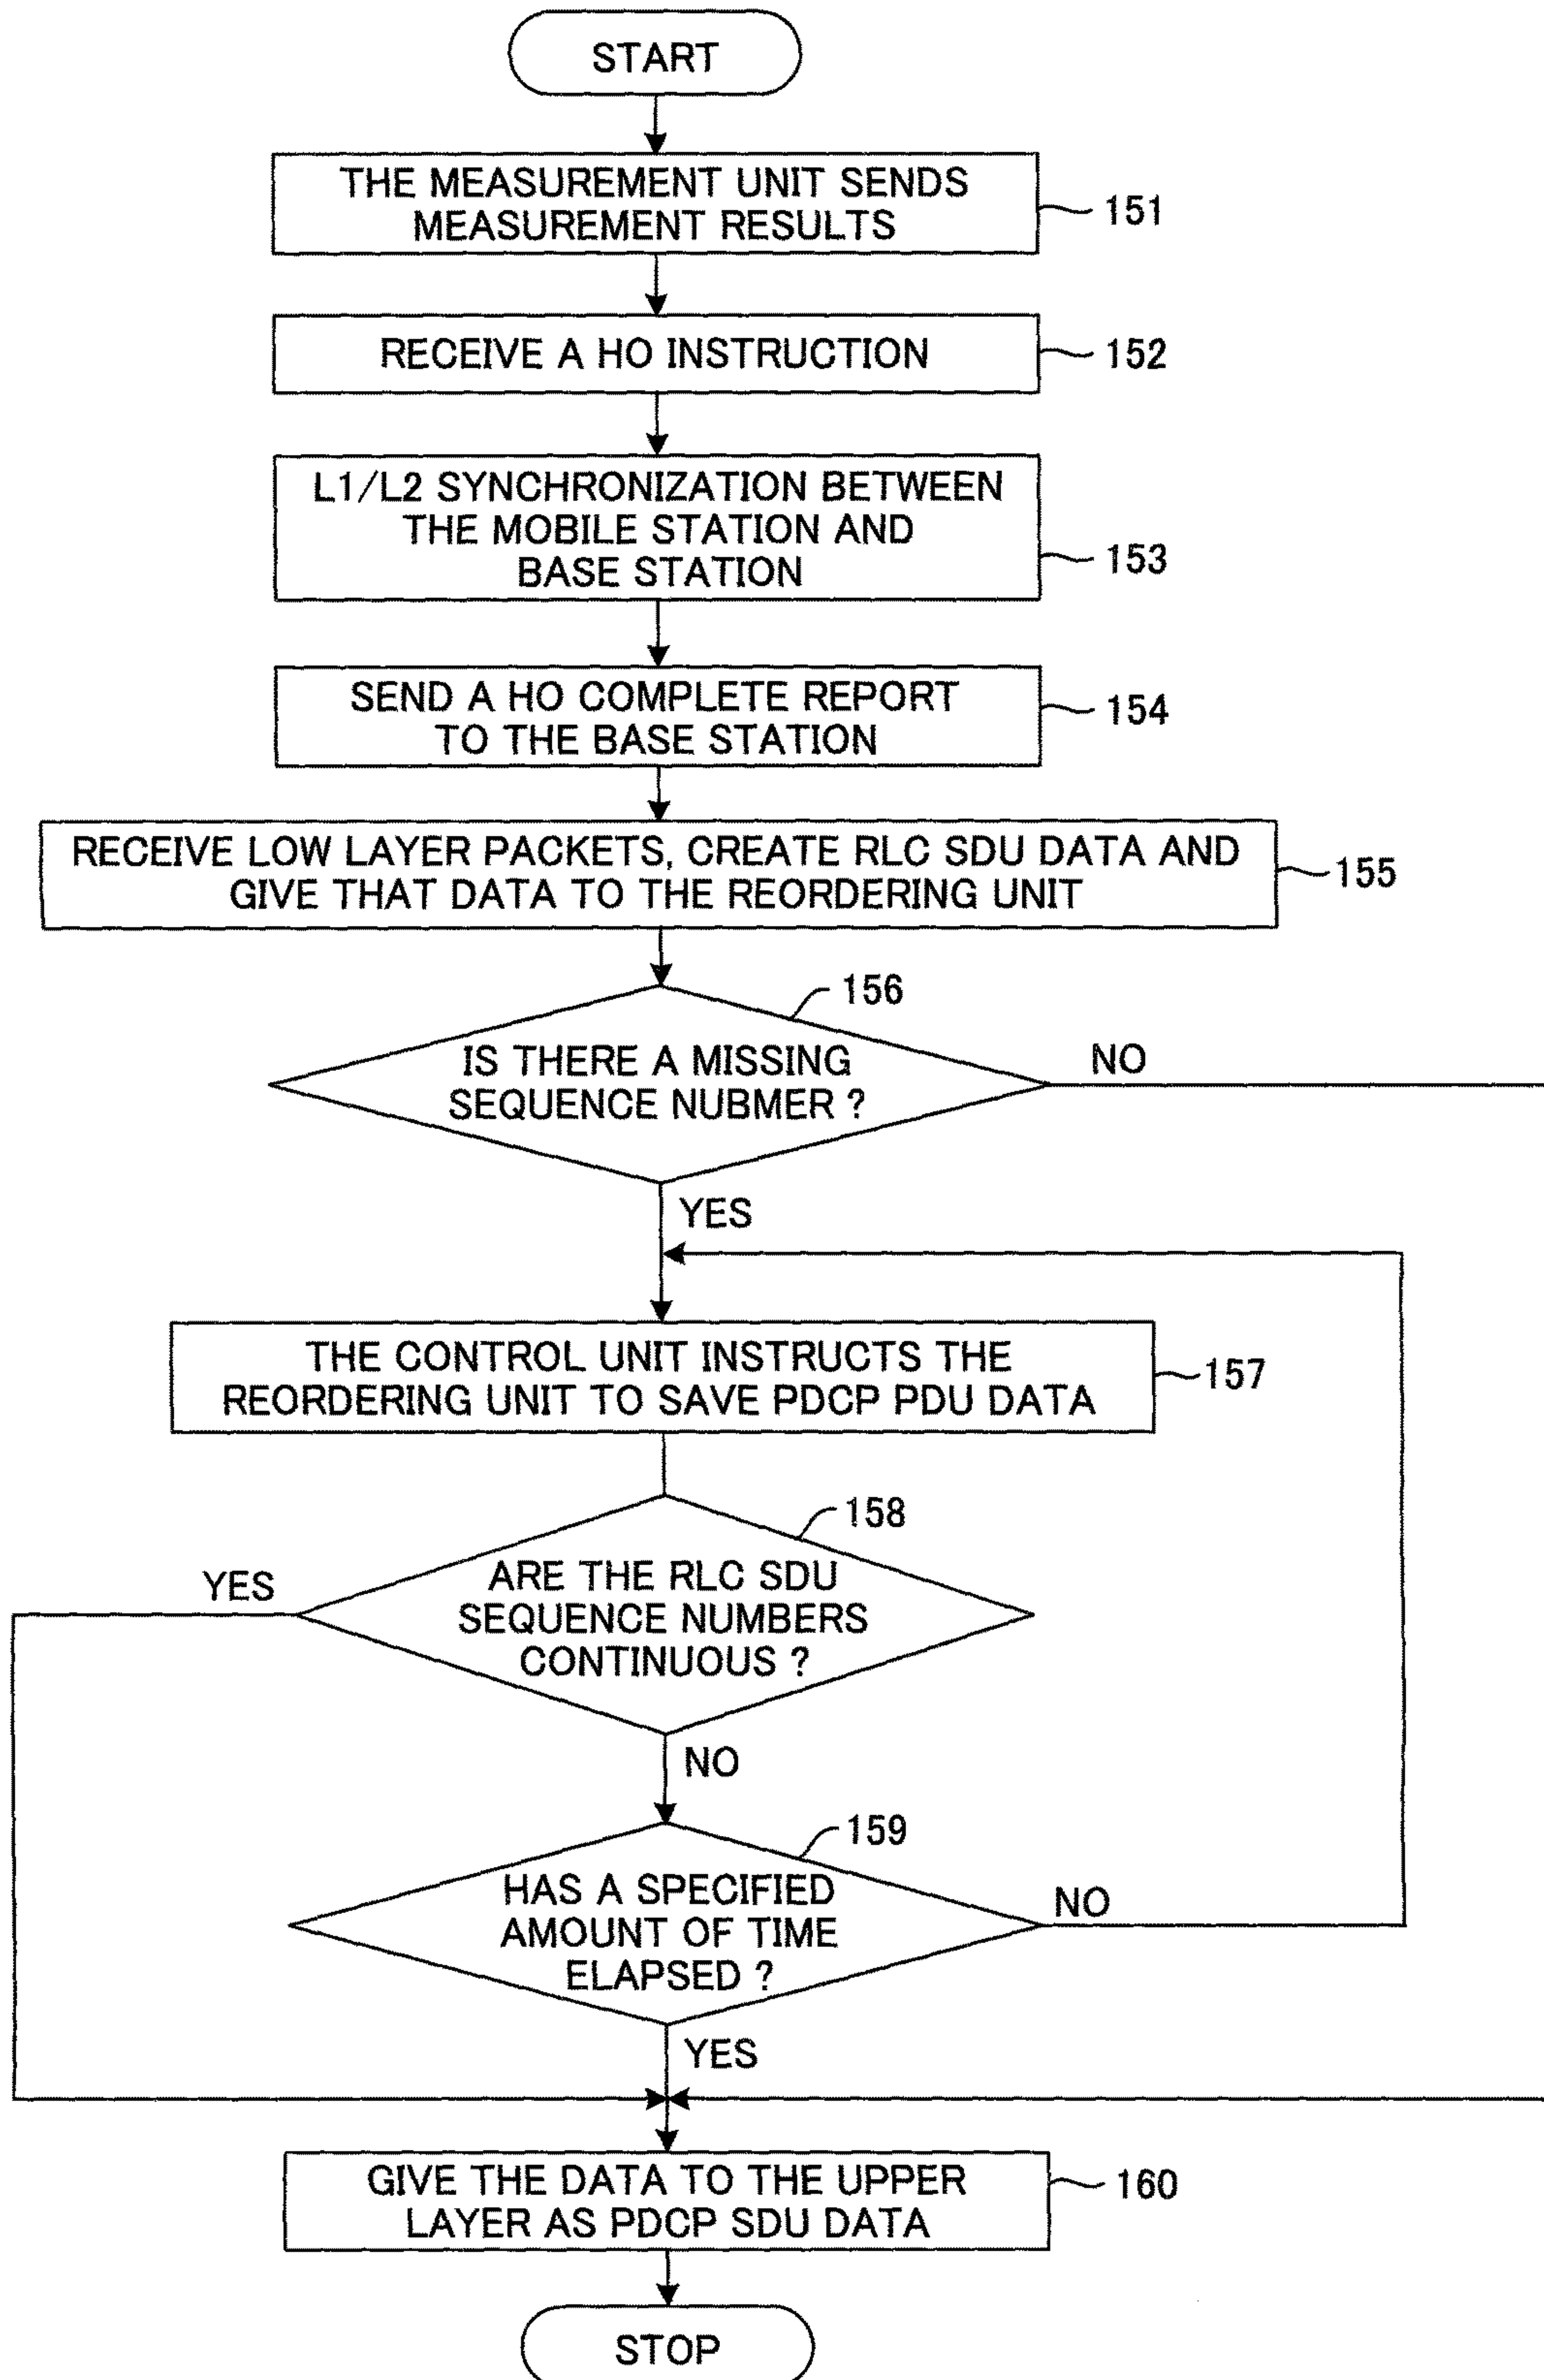 START
THE MEASUREMENT UNIT SENDS
MEASUREMENT RESULTS
151
RECEIVE A HO INSTRUCTION
152
L1/L2 SYNCHRONIZATION BETWEEN
THE MOBILE STATION AND
BASE STATION
153
SEND A HO COMPLETE REPORT
TO THE BASE STATION
154
RECEIVE LOW LAYER PACKETS, CREATE RLC SDU DATA AND
GIVE THAT DATA TO THE REORDERING UNIT
155
156
IS THERE A MISSING
SEQUENCE NUBMER ?
NO
YES
THE CONTROL UNIT INSTRUCTS THE
REORDERING UNIT TO SAVE PDCP PDU DATA
157
158
ARE THE RLC SDU
SEQUENCE NUMBERS
CONTINUOUS ?
YES
NO
159
HAS A SPECIFIED
AMOUNT OF TIME
ELAPSED ?
NO
YES
GIVE THE DATA TO THE UPPER
LAYER AS PDCP SDU DATA
160
STOP